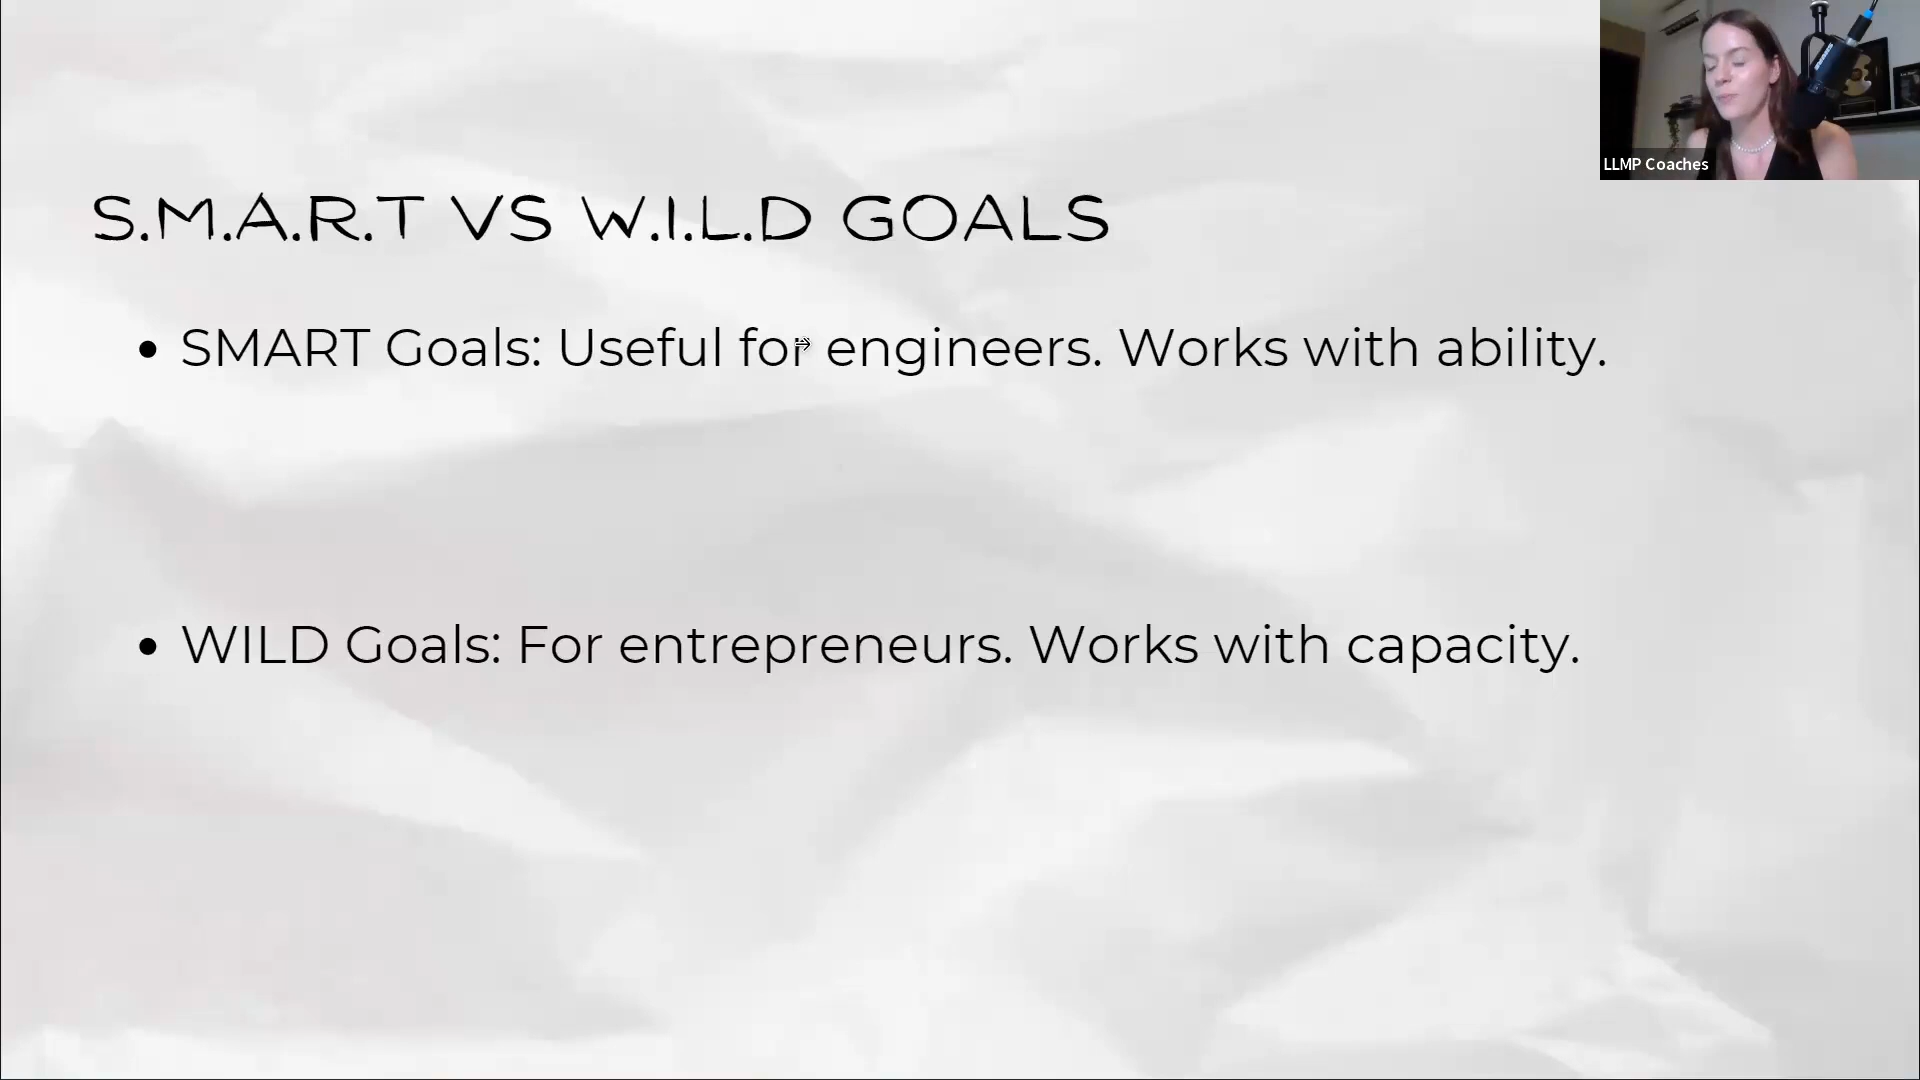 LLMP Coaches
S.M.A.R.T VS W.I.L.D GOALS
• SMART Goals: Useful for engineers. Works with ability.
• WILD Goals: For entrepreneurs. Works with capacity.